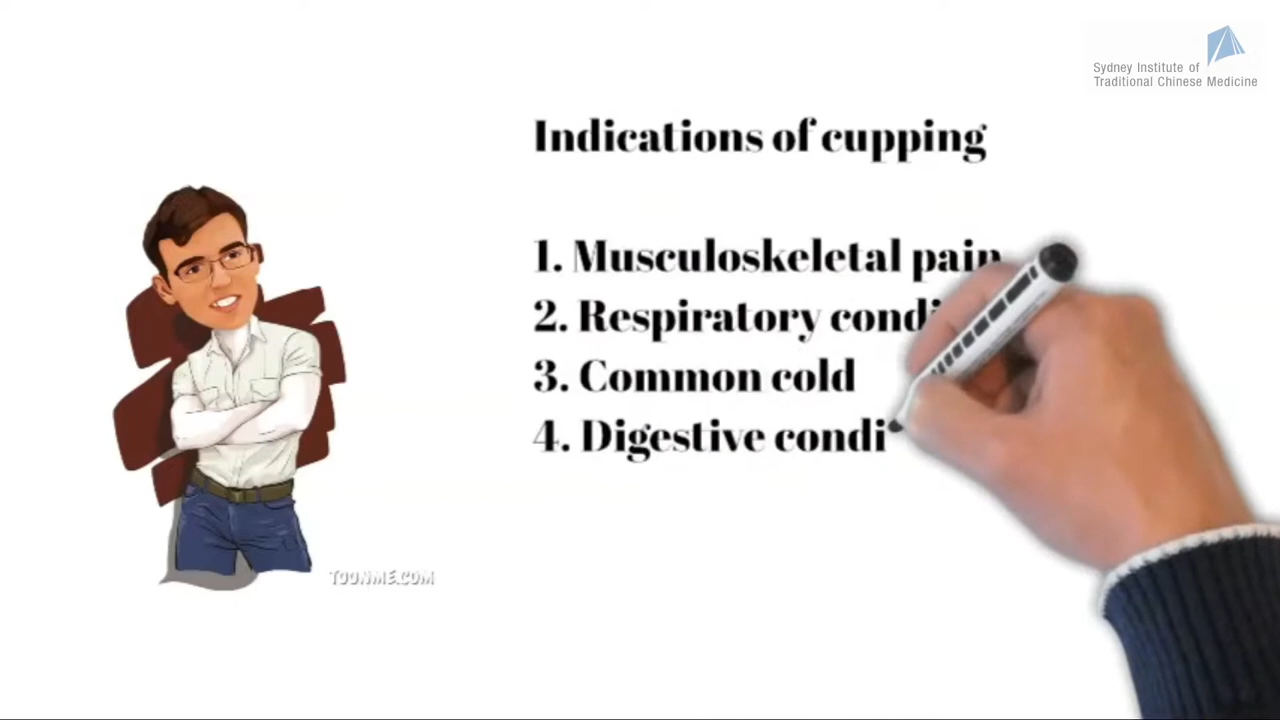 Sydney Institute of
Traditional Chinese Medicine
Indications of cupping
1. Musculoskeletal pain
2. Respiratory condi
3. Common cold
4. Digestive condi
TOONME.COM